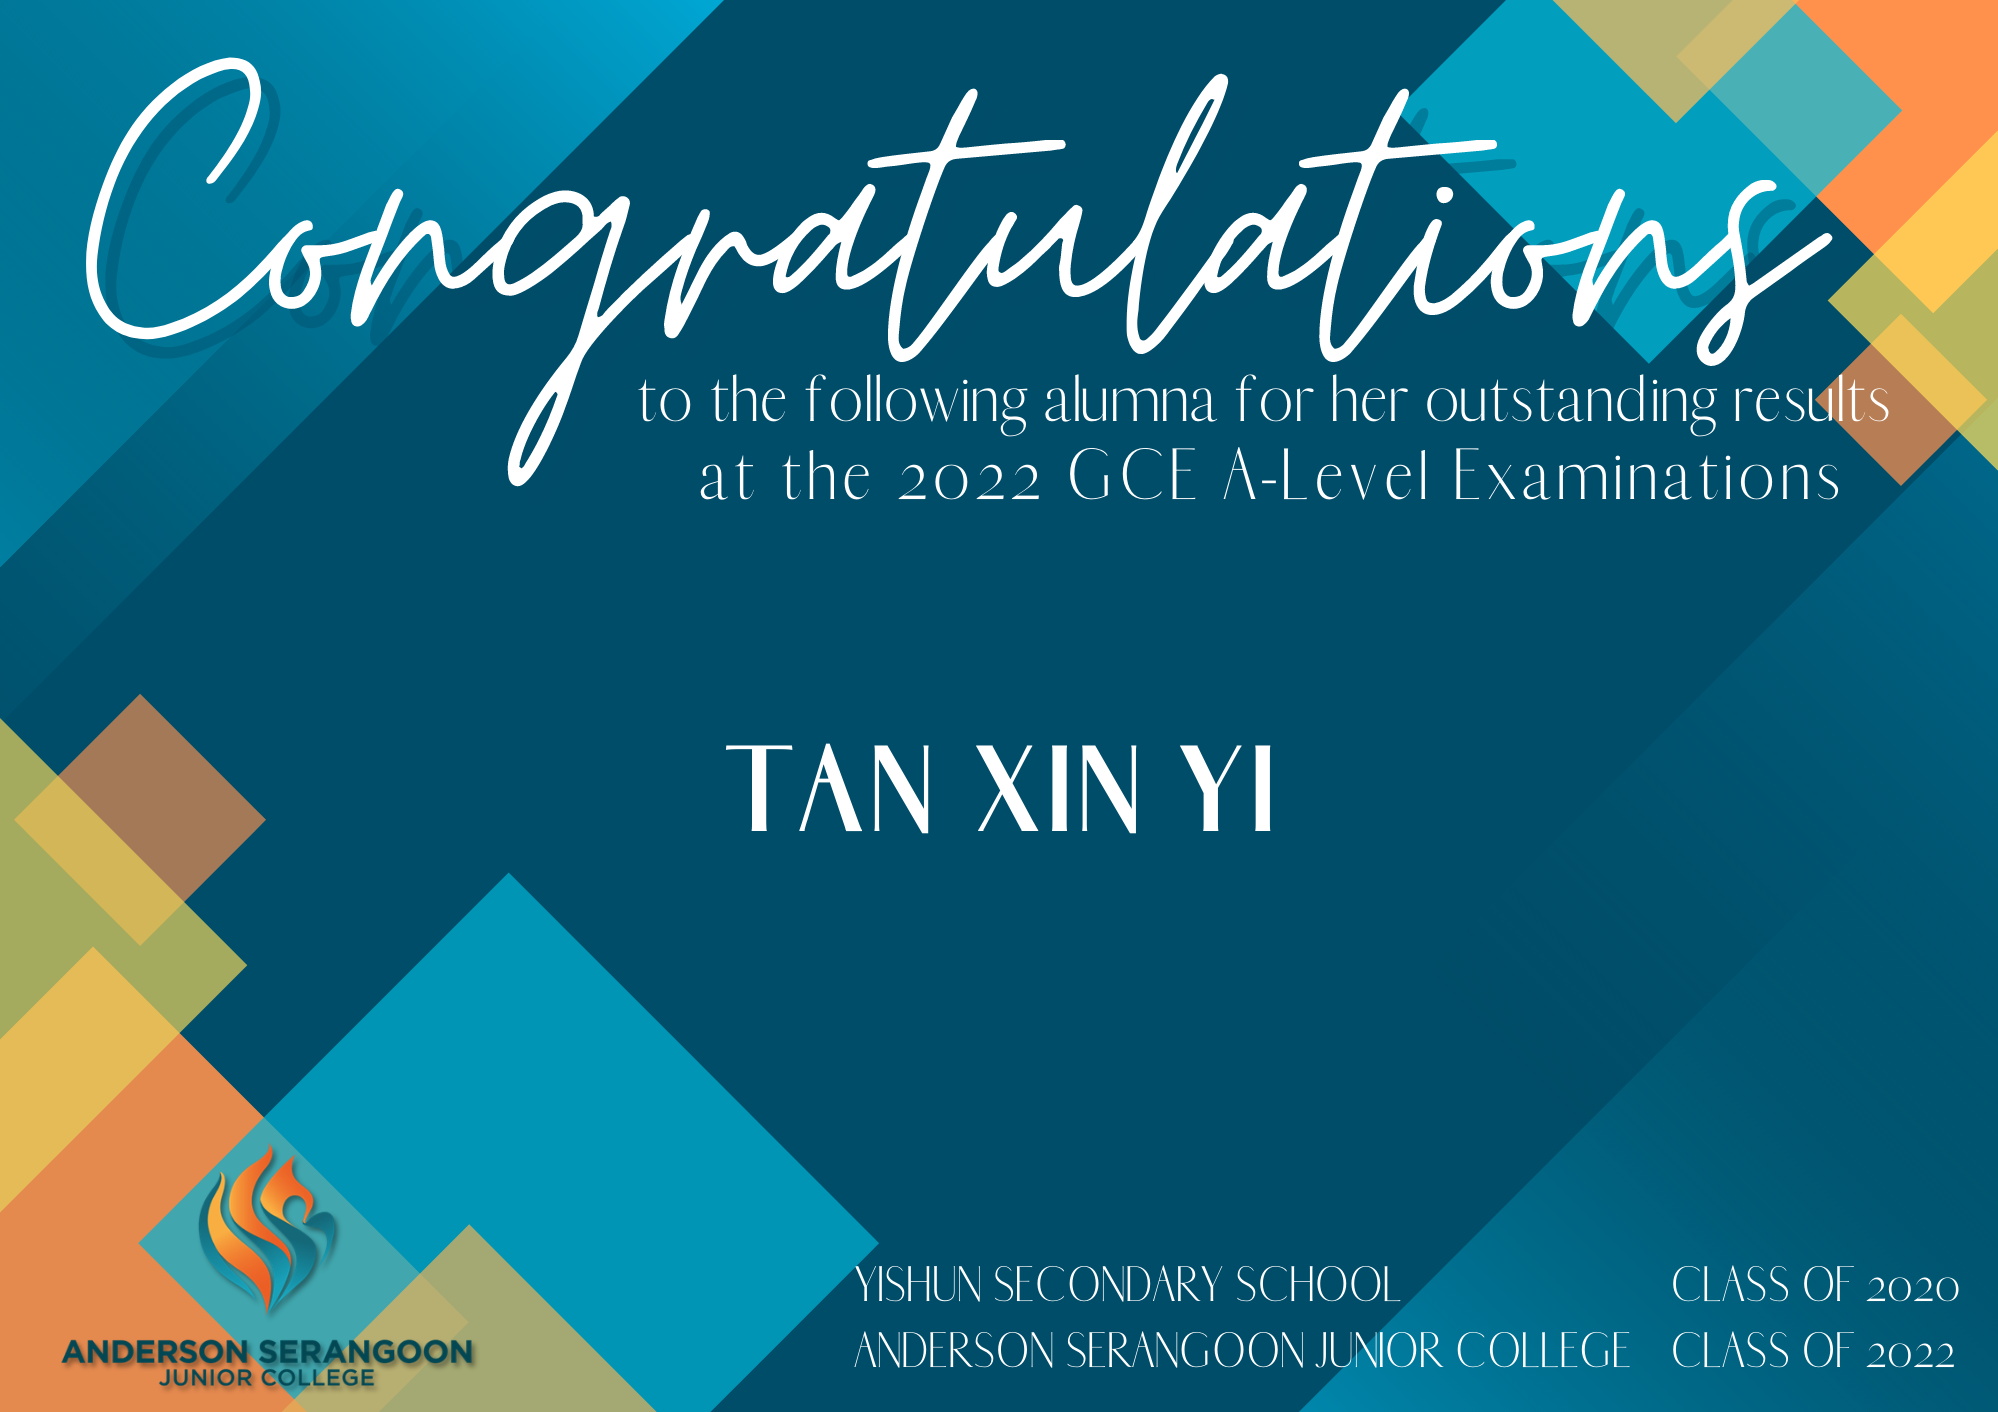 Congratulations
to the following alumna for her outstanding results
at the 2022 GCE A-Level Examinations
TAN XIN YI
YISHUN SECONDARY SCHOOL CLASS OF 2020
ANDERSON SERANGOON JUNIOR COLLEGE CLASS OF 2022
ANDERSON SERANGOON
JUNIOR COLLEGE